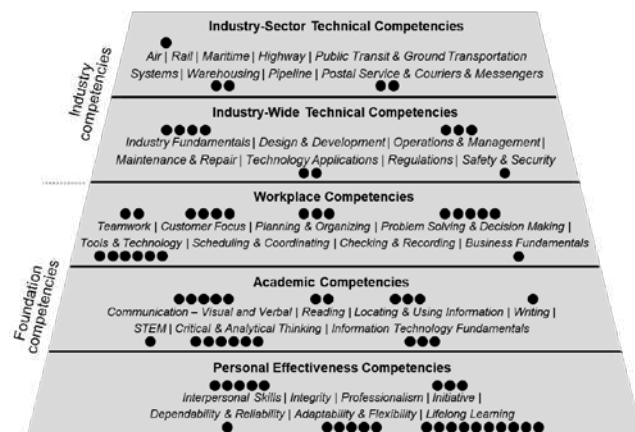 Industry-Sector Technical Competencies
Air | Rail | Maritime | Highway | Public Transit & Ground Transportation
Systems | Warehousing | Pipeline | Postal Service & Couriers & Messengers
Industry-Wide Technical Competencies
Industry Fundamentals | Design & Development | Operations & Management |
Maintenance & Repair | Technology Applications | Regulations | Safety & Security
Workplace Competencies
Teamwork | Customer Focus | Planning & Organizing | Problem Solving & Decision Making |
Tools & Technology | Scheduling & Coordinating | Checking & Recording | Business Fundamentals
Academic Competencies
Communication – Visual and Verbal | Reading | Locating & Using Information | Writing |
STEM | Critical & Analytical Thinking | Information Technology Fundamentals
Personal Effectiveness Competencies
Interpersonal Skills | Integrity | Professionalism | Initiative |
Dependability & Reliability | Adaptability & Flexibility | Lifelong Learning
Industry
competencies
Foundation
competencies